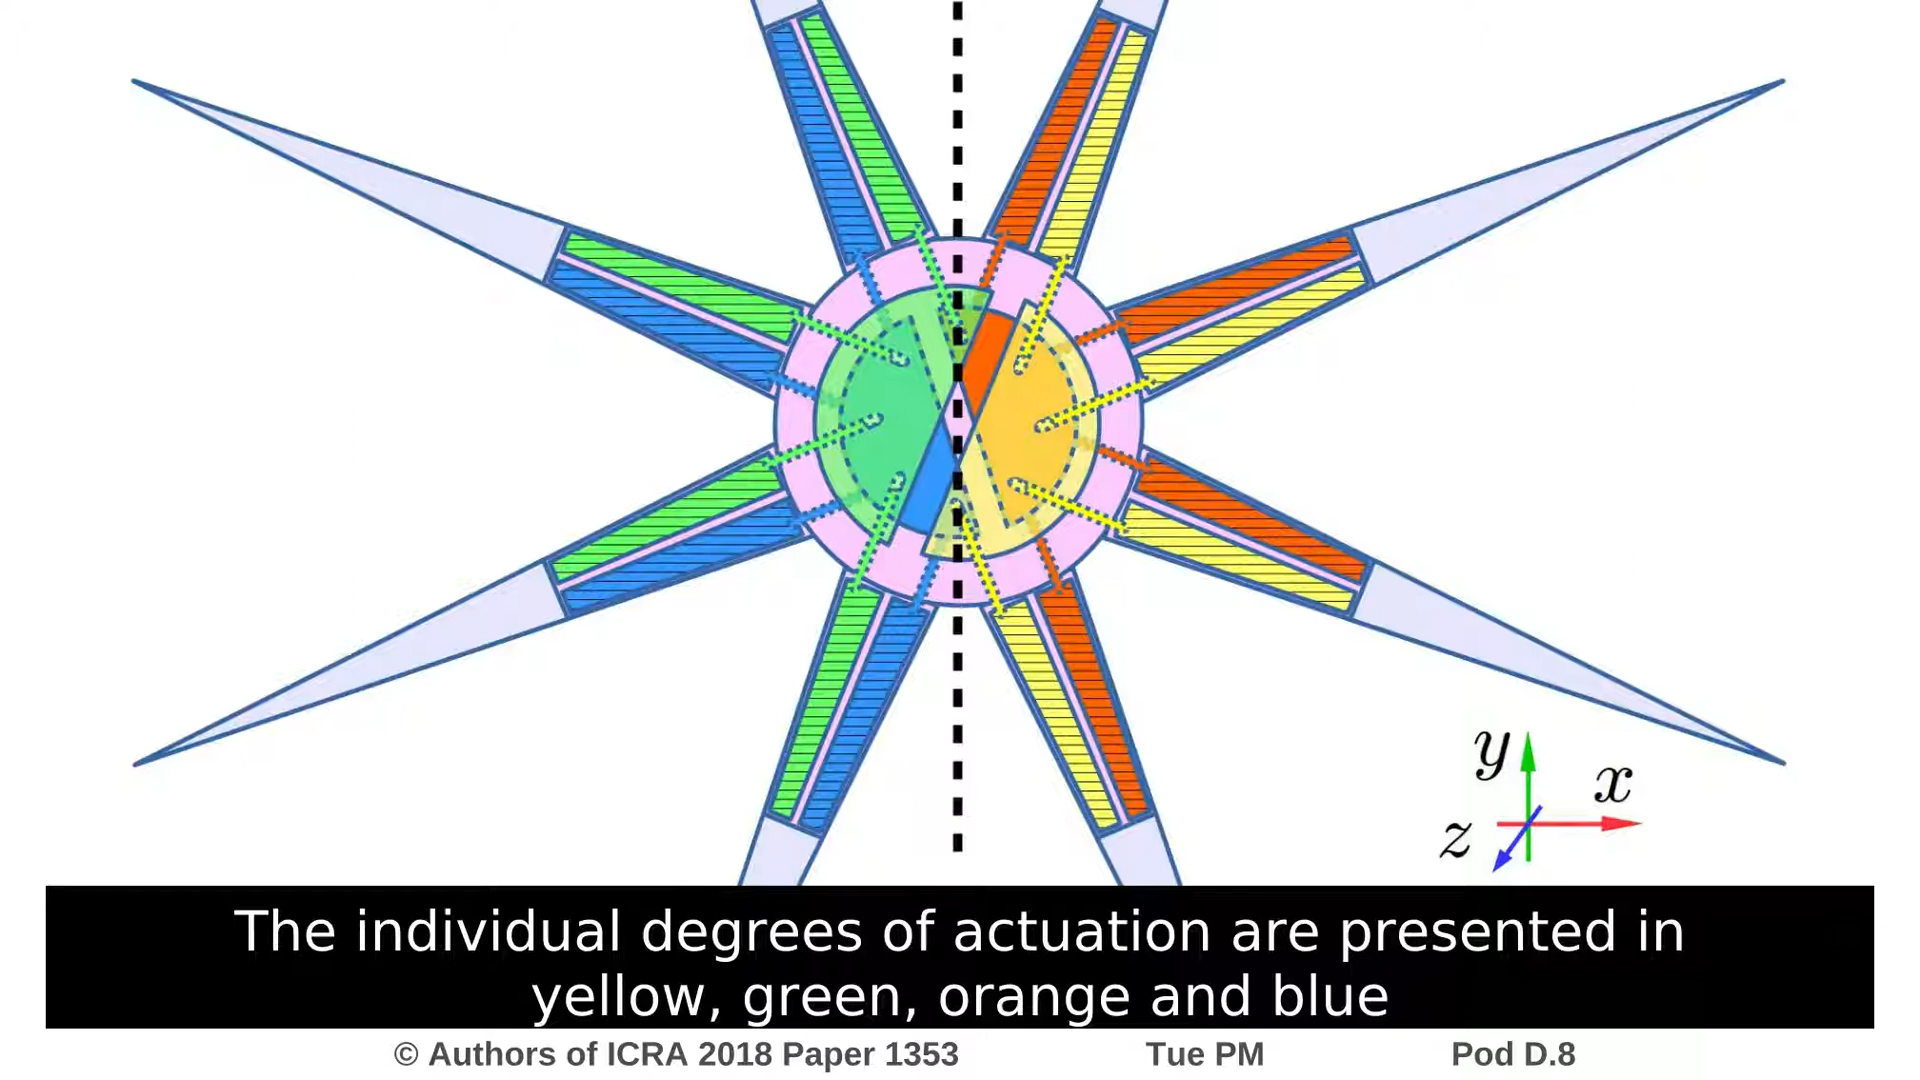 y
x
z
The individual degrees of actuation are presented in
yellow, green, orange and blue
© Authors of ICRA 2018 Paper 1353 Tue PM Pod D.8